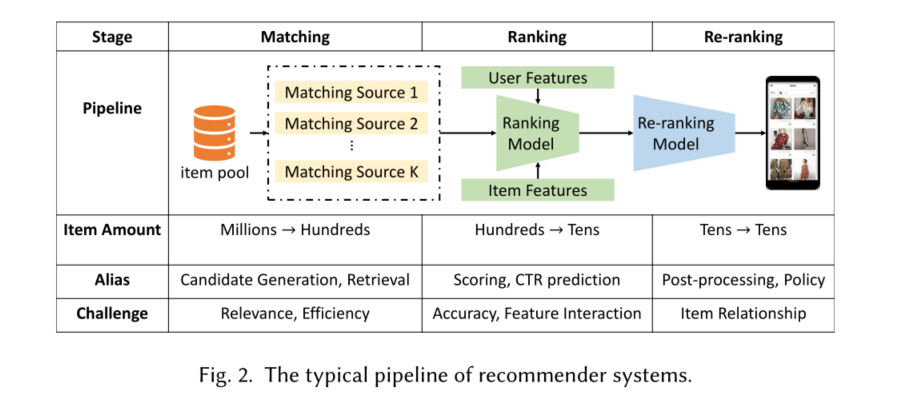 Stage Matching Ranking Re-ranking
Pipeline
item pool
Matching Source 1
Matching Source 2
⋮
Matching Source K
User Features
Ranking
Model
Item Features
Re-ranking
Model
Item Amount Millions → Hundreds Hundreds → Tens Tens → Tens
Alias Candidate Generation, Retrieval Scoring, CTR prediction Post-processing, Policy
Challenge Relevance, Efficiency Accuracy, Feature Interaction Item Relationship
Fig. 2. The typical pipeline of recommender systems.